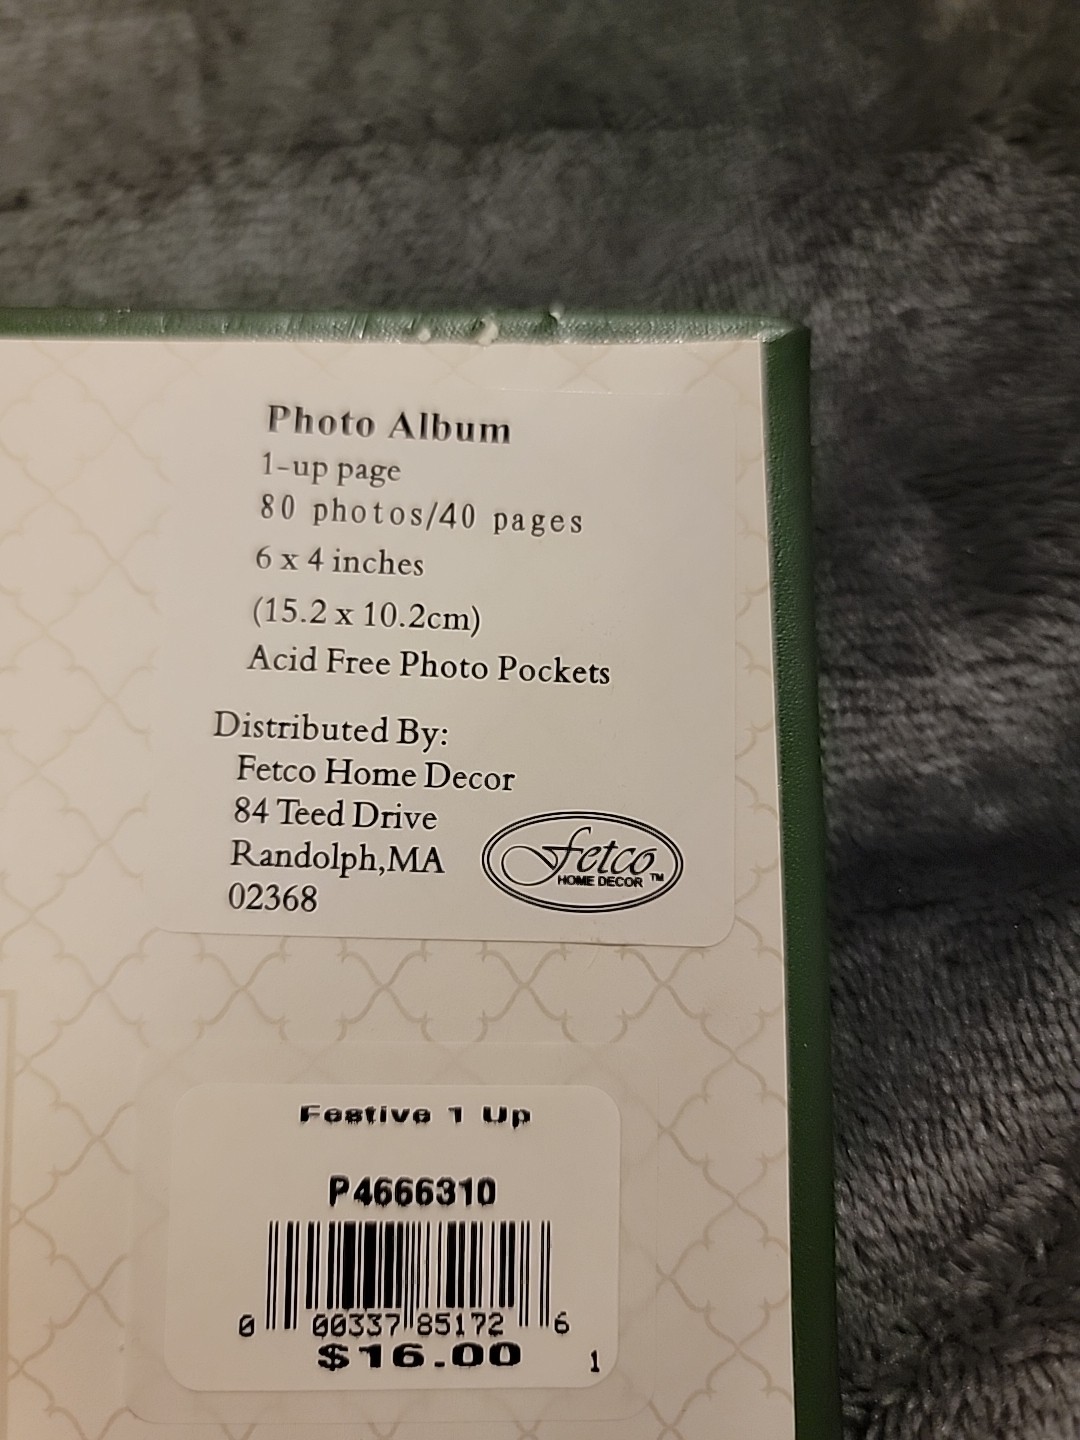 Photo Album
1-up page
80 photos/40 pages
6 x 4 inches
(15.2 x 10.2cm)
Acid Free Photo Pockets
Distributed By:
Fetco Home Decor
84 Teed Drive
Randolph,MA
02368
fetco
HOME DECOR ™
Festive 1 Up
P4666310
0 00337 85172 6
$16.00 1